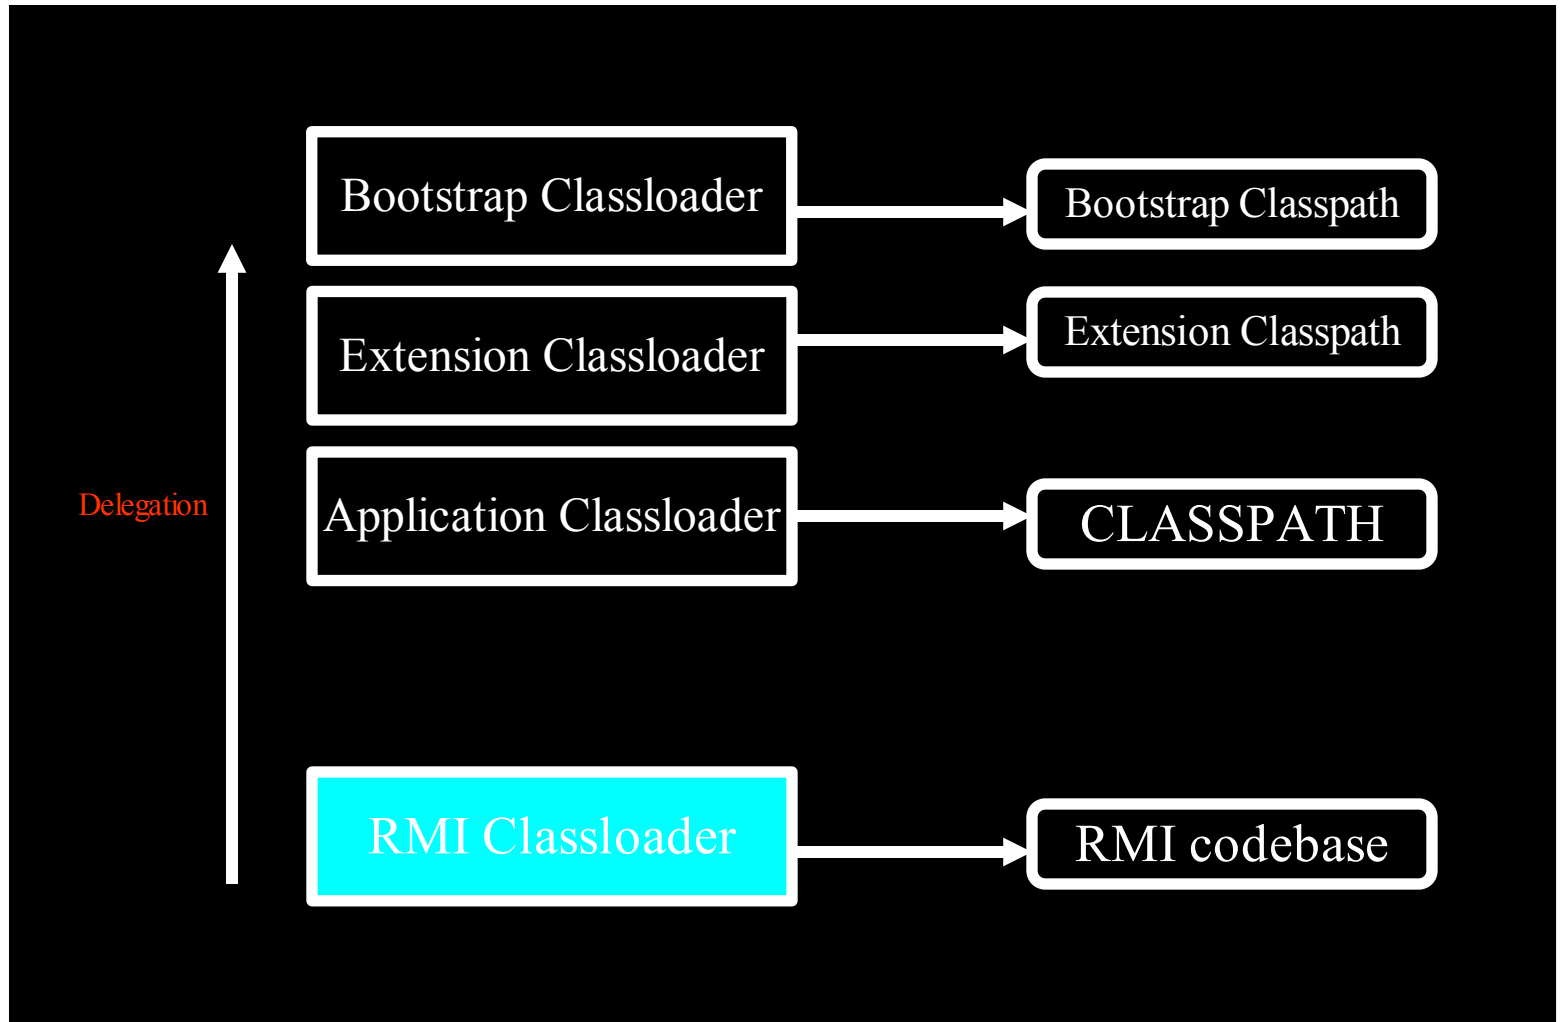 Bootstrap Classloader
Bootstrap Classpath
Extension Classloader
Extension Classpath
Delegation
Application Classloader
CLASSPATH
RMI Classloader
RMI codebase